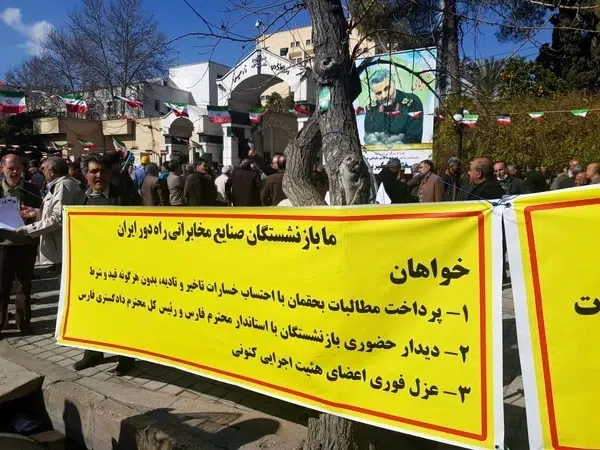 ما بازنشستگان صنایع مخابراتی راه دور ایران
خواهان
۱- پرداخت مطالبات بحقمان با احتساب خسارات تاخیر و تادیه، بدون هرگونه قید و شرط
۲- دیدار حضوری بازنشستگان با استاندار محترم فارس و رئیس کل محترم دادگستری فارس
۳- عزل فوری اعضای هئیت اجرایی کنونی